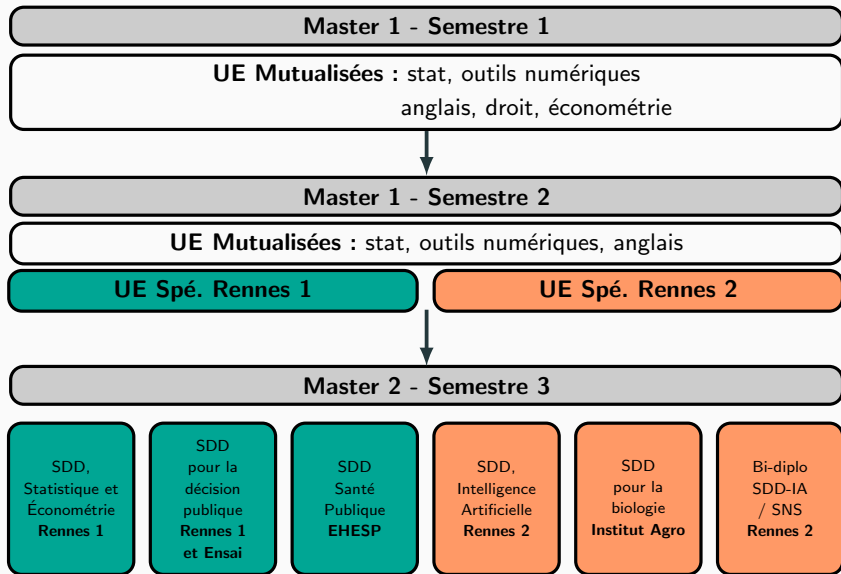 Master 1 - Semestre 1
UE Mutualisées : stat, outils numériques
anglais, droit, économétrie
Master 1 - Semestre 2
UE Mutualisées : stat, outils numériques, anglais
UE Spé. Rennes 1
UE Spé. Rennes 2
Master 2 - Semestre 3
SDD,
Statistique et
Économétrie
Rennes 1
SDD
pour la
décision
publique
Rennes 1
et Ensai
SDD
Santé
Publique
EHESP
SDD,
Intelligence
Artificielle
Rennes 2
SDD
pour la
biologie
Institut Agro
Bi-diplo
SDD-IA
/ SNS
Rennes 2